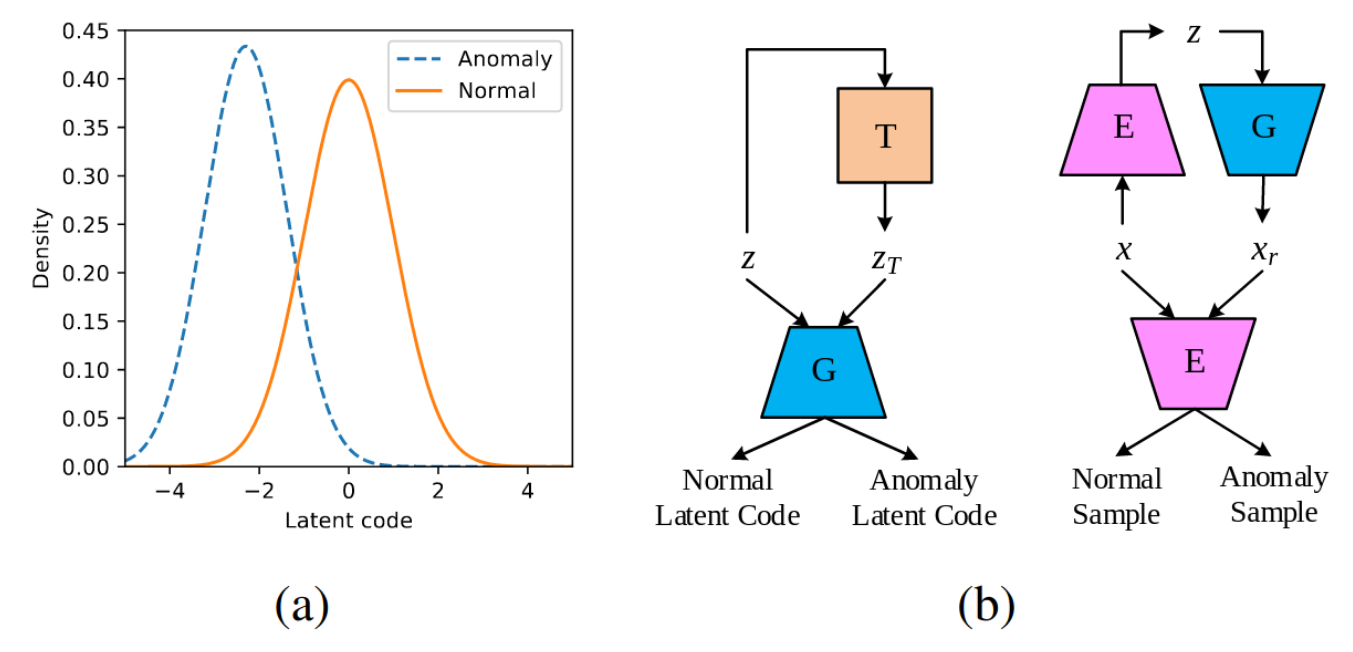 0.45
0.40
0.35
0.30
0.25
0.20
0.15
0.10
0.05
0.00
Density
−4 −2 0 2 4
Latent code
Anomaly
Normal
(a)
T
z z_T
G
Normal
Latent Code
Anomaly
Latent Code
z
E G
x x_r
E
Normal
Sample
Anomaly
Sample
(b)